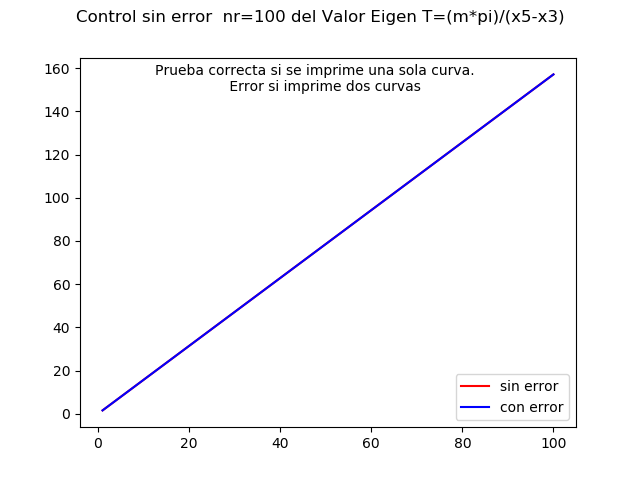 Control sin error  nr=100 del Valor Eigen T=(m*pi)/(x5-x3)
Prueba correcta si se imprime una sola curva.
Error si imprime dos curvas
160
140
120
100
80
60
40
20
0
sin error
con error
0 20 40 60 80 100